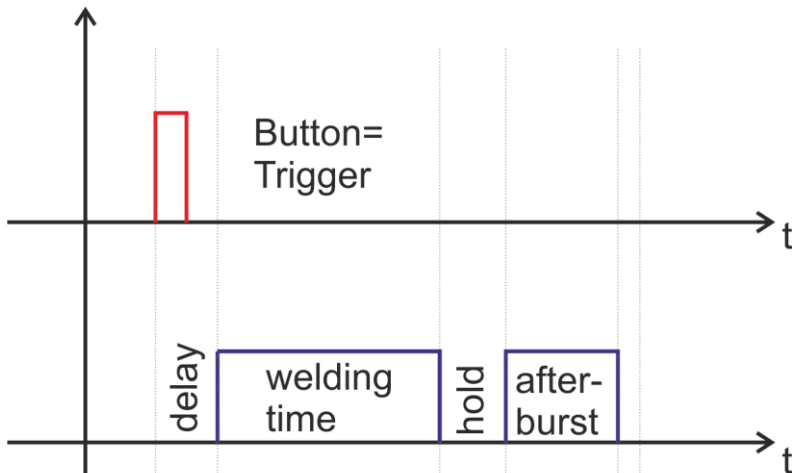 Button=
Trigger
t
delay
welding
time
hold
after-
burst
t